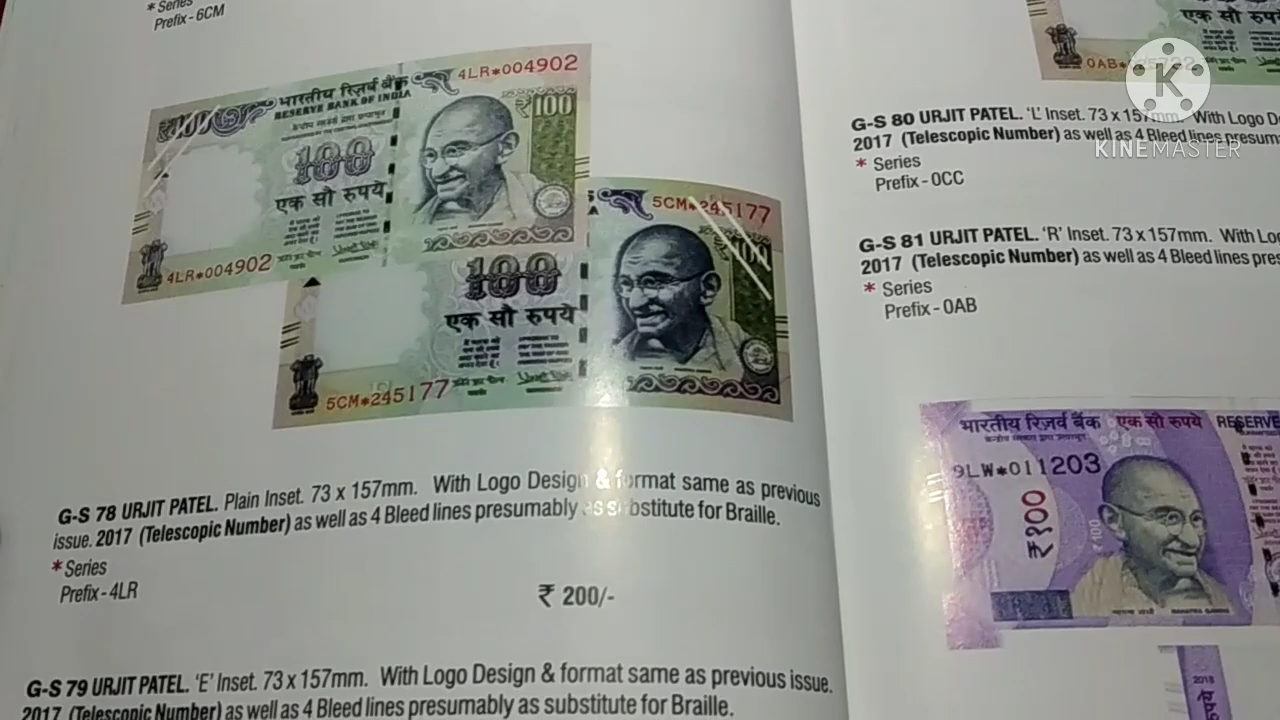 * Series
Prefix - 6CM
भारतीय रिज़र्व बैंक
RESERVE BANK OF INDIA
4LR*004902
₹100
100
एक सौ रुपये
4LR*004902
5CM*245177
100
100
एक सौ रुपये
5CM*245177
G-S 78 URJIT PATEL. Plain Inset. 73 x 157mm. With Logo Design & format same as previous
issue. 2017 (Telescopic Number) as well as 4 Bleed lines presumably as substitute for Braille.
* Series
Prefix - 4LR
₹ 200/-
G-S 79 URJIT PATEL. 'E' Inset. 73 x 157mm. With Logo Design & format same as previous issue.
2017 (Telescopic Number) as well as 4 Bleed lines presumably as substitute for Braille.
एक सौ
0AB*
K
KINEMASTER
G-S 80 URJIT PATEL. 'L' Inset. 73 x 157mm. With Logo
2017 (Telescopic Number) as well as 4 Bleed lines
* Series
Prefix - 0CC
G-S 81 URJIT PATEL. 'R' Inset. 73 x 157mm. With
2017 (Telescopic Number) as well as 4 Bleed lines
* Series
Prefix - 0AB
भारतीय रिज़र्व बैंक एक सौ रुपये RESERVE
9LW*011203
₹१००
₹100
2018